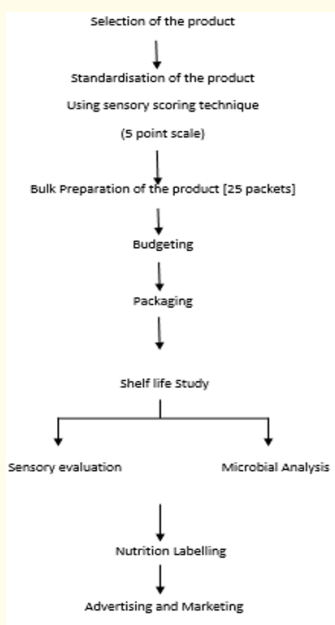 Selection of the product
Standardisation of the product
Using sensory scoring technique
(5 point scale)
Bulk Preparation of the product [25 packets]
Budgeting
Packaging
Shelf life Study
Sensory evaluation
Microbial Analysis
Nutrition Labelling
Advertising and Marketing